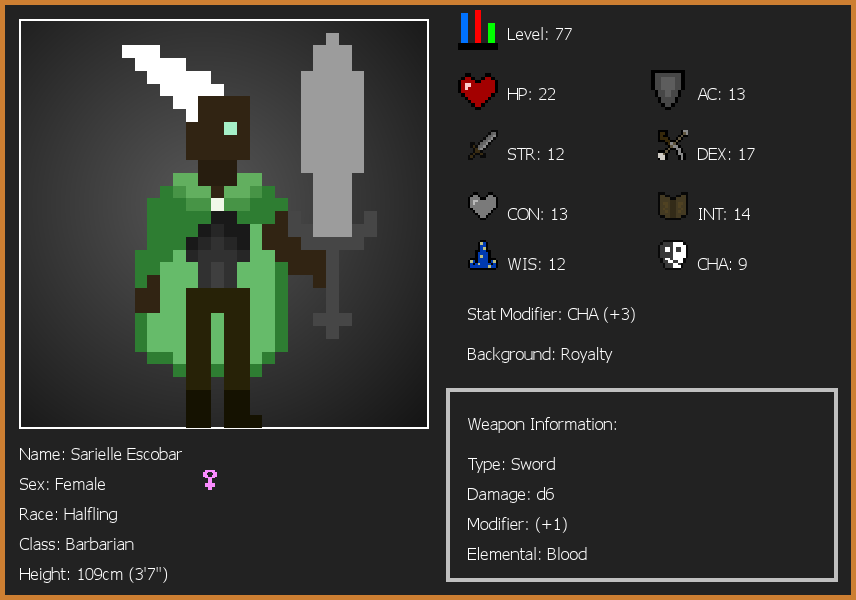 Level: 77
HP: 22
AC: 13
STR: 12
DEX: 17
CON: 13
INT: 14
WIS: 12
CHA: 9
Stat Modifier: CHA (+3)
Background: Royalty
Weapon Information:
Type: Sword
Damage: d6
Modifier: (+1)
Elemental: Blood
Name: Sarielle Escobar
Sex: Female
Race: Halfling
Class: Barbarian
Height: 109cm (3'7")